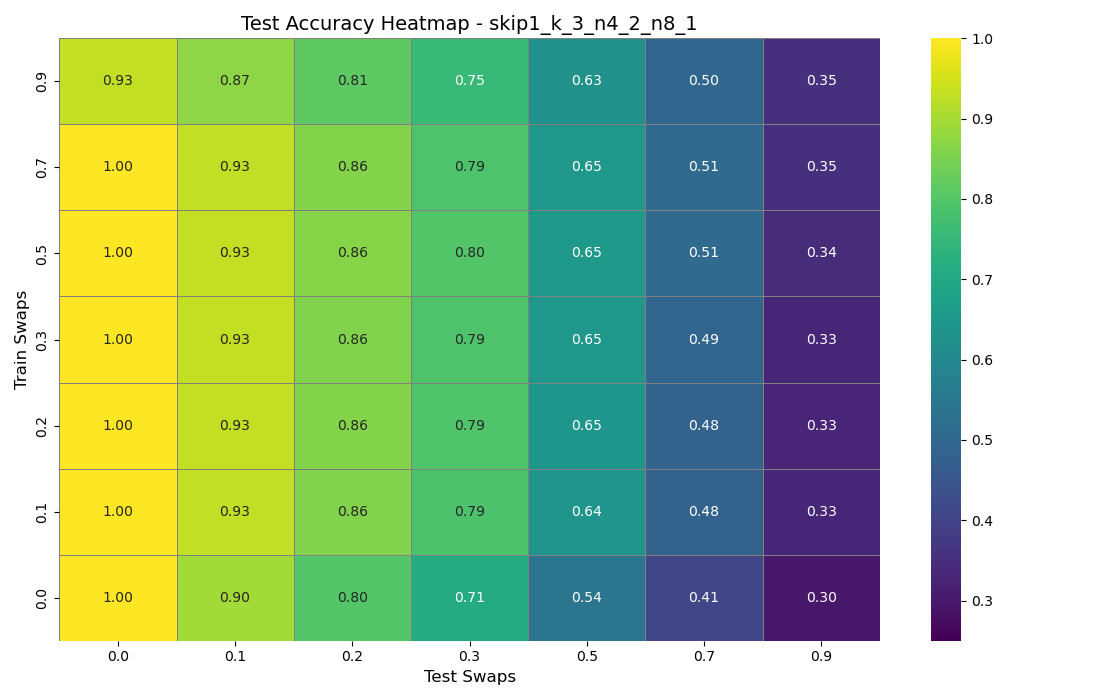 Test Accuracy Heatmap - skip1_k_3_n4_2_n8_1
Train Swaps
0.9 0.93 0.87 0.81 0.75 0.63 0.50 0.35
0.7 1.00 0.93 0.86 0.79 0.65 0.51 0.35
0.5 1.00 0.93 0.86 0.80 0.65 0.51 0.34
0.3 1.00 0.93 0.86 0.79 0.65 0.49 0.33
0.2 1.00 0.93 0.86 0.79 0.65 0.48 0.33
0.1 1.00 0.93 0.86 0.79 0.64 0.48 0.33
0.0 1.00 0.90 0.80 0.71 0.54 0.41 0.30
0.0 0.1 0.2 0.3 0.5 0.7 0.9
Test Swaps
1.0
0.9
0.8
0.7
0.6
0.5
0.4
0.3